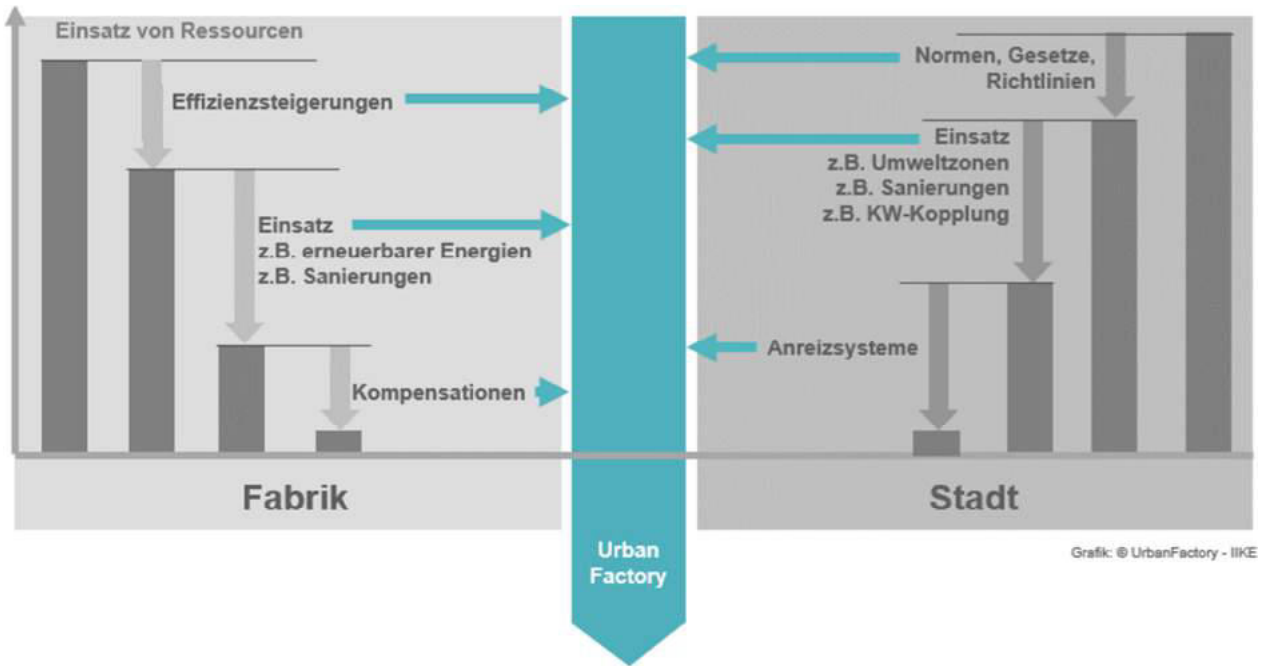 Einsatz von Ressourcen
Effizienzsteigerungen
Einsatz
z.B. erneuerbarer Energien
z.B. Sanierungen
Kompensationen
Fabrik
Normen, Gesetze,
Richtlinien
Einsatz
z.B. Umweltzonen
z.B. Sanierungen
z.B. KW-Kopplung
Anreizsysteme
Stadt
Urban
Factory
Grafik: © UrbanFactory - IIKE